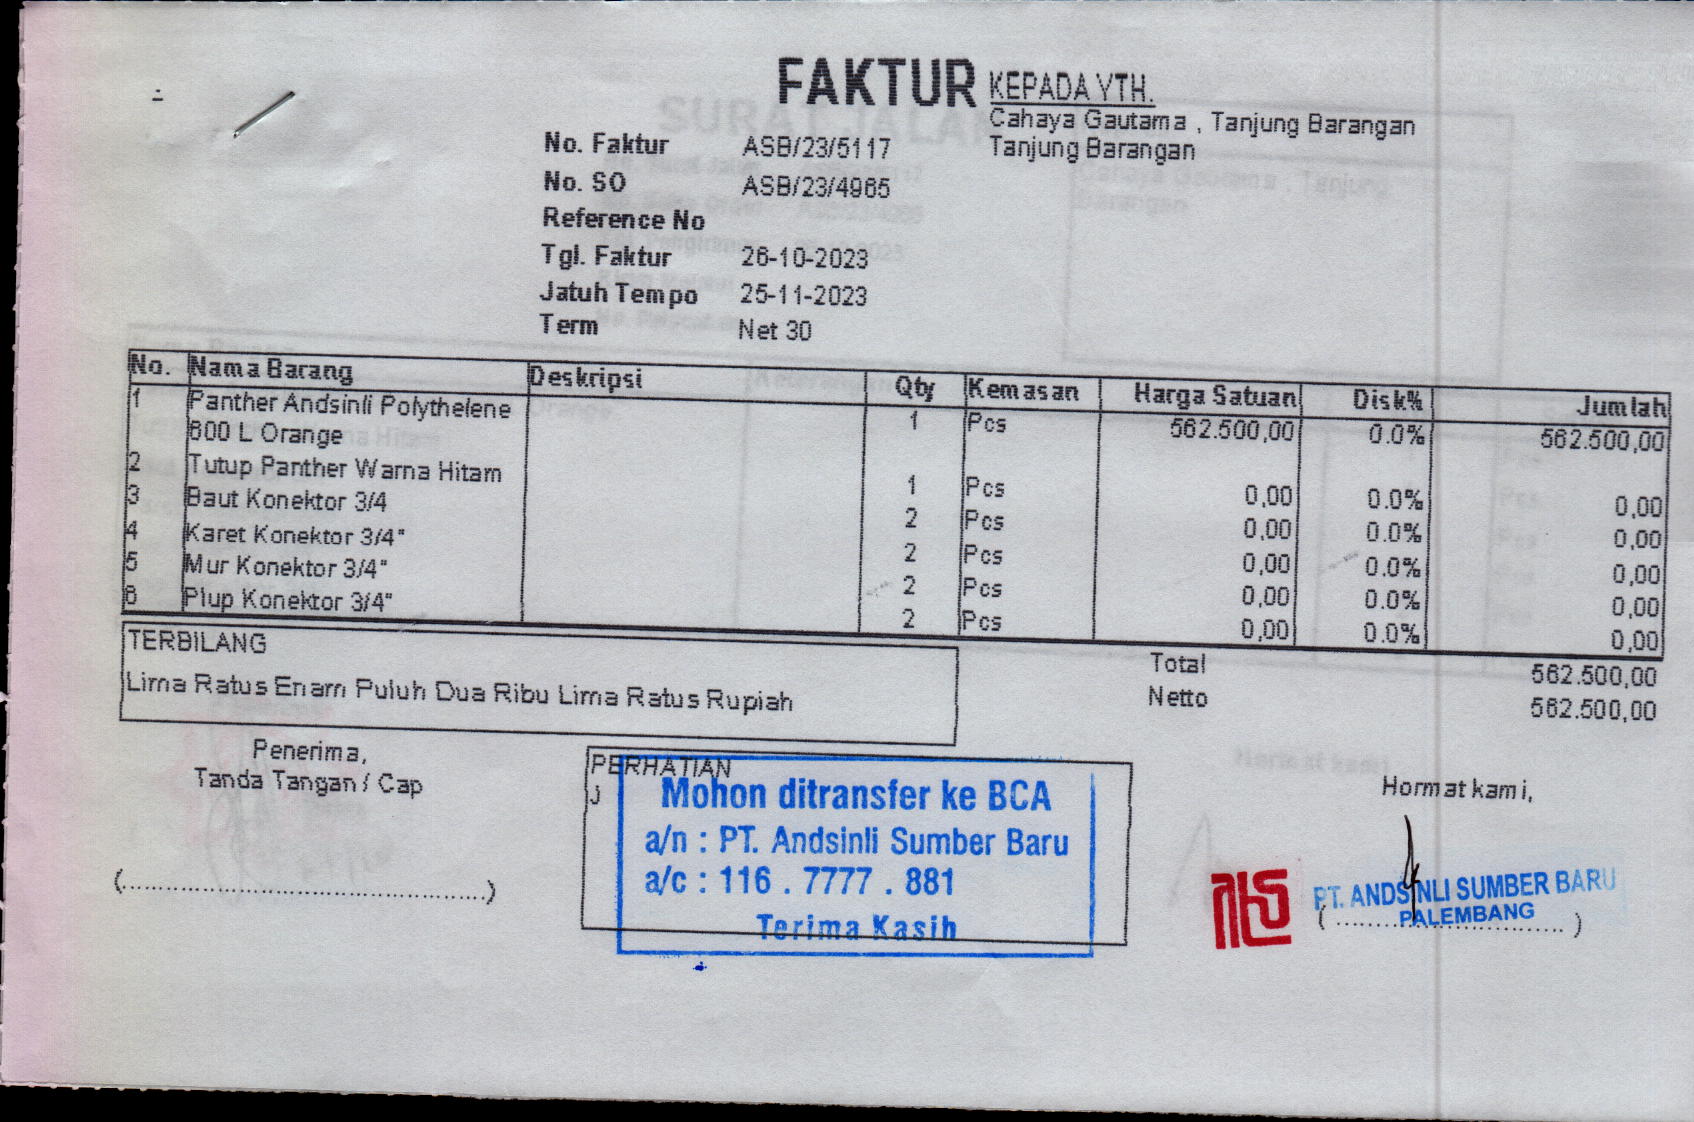 FAKTUR
KEPADA YTH.
Cahaya Gautama , Tanjung Barangan
Tanjung Barangan
No. Faktur ASB/23/5117
No. SO ASB/23/4965
Reference No
Tgl. Faktur 26-10-2023
Jatuh Tempo 25-11-2023
Term Net 30
No. Nama Barang Deskripsi Qty Kemasan Harga Satuan Disk% Jumlah
1 Panther Andsinli Polythelene 1 Pcs 562.500,00 0.0% 562.500,00
600 L Orange
2 Tutup Panther Warna Hitam 1 Pcs 0,00 0.0% 0,00
3 Baut Konektor 3/4 2 Pcs 0,00 0.0% 0,00
4 Karet Konektor 3/4" 2 Pcs 0,00 0.0% 0,00
5 Mur Konektor 3/4" 2 Pcs 0,00 0.0% 0,00
6 Plup Konektor 3/4" 2 Pcs 0,00 0.0% 0,00
TERBILANG
Lima Ratus Enam Puluh Dua Ribu Lima Ratus Rupiah
Total 562.500,00
Netto 562.500,00
Penerima,
Tanda Tangan / Cap
(.................................................)
PERHATIAN
J
Mohon ditransfer ke BCA
a/n : PT. Andsinli Sumber Baru
a/c : 116 . 7777 . 881
Terima Kasih
Hormat kami,
PT. ANDSINLI SUMBER BARU
PALEMBANG
( ................................ )